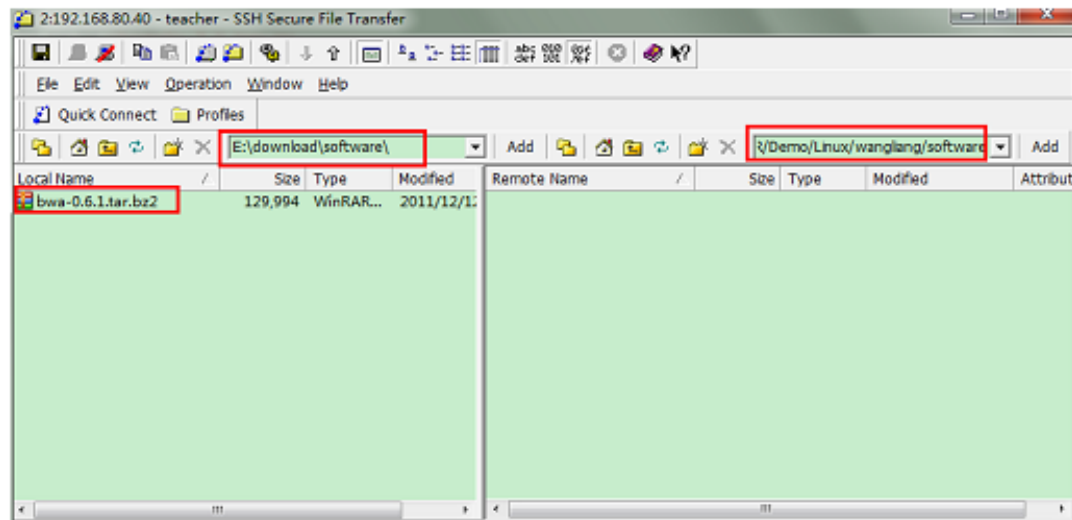 2:192.168.80.40 - teacher - SSH Secure File Transfer
File Edit View Operation Window Help
Quick Connect Profiles
E:\download\software\ Add /Demo/Linux/wangliang/software Add
Local Name Size Type Modified Remote Name Size Type Modified Attribut
bwa-0.6.1.tar.bz2 129,994 WinRAR... 2011/12/1